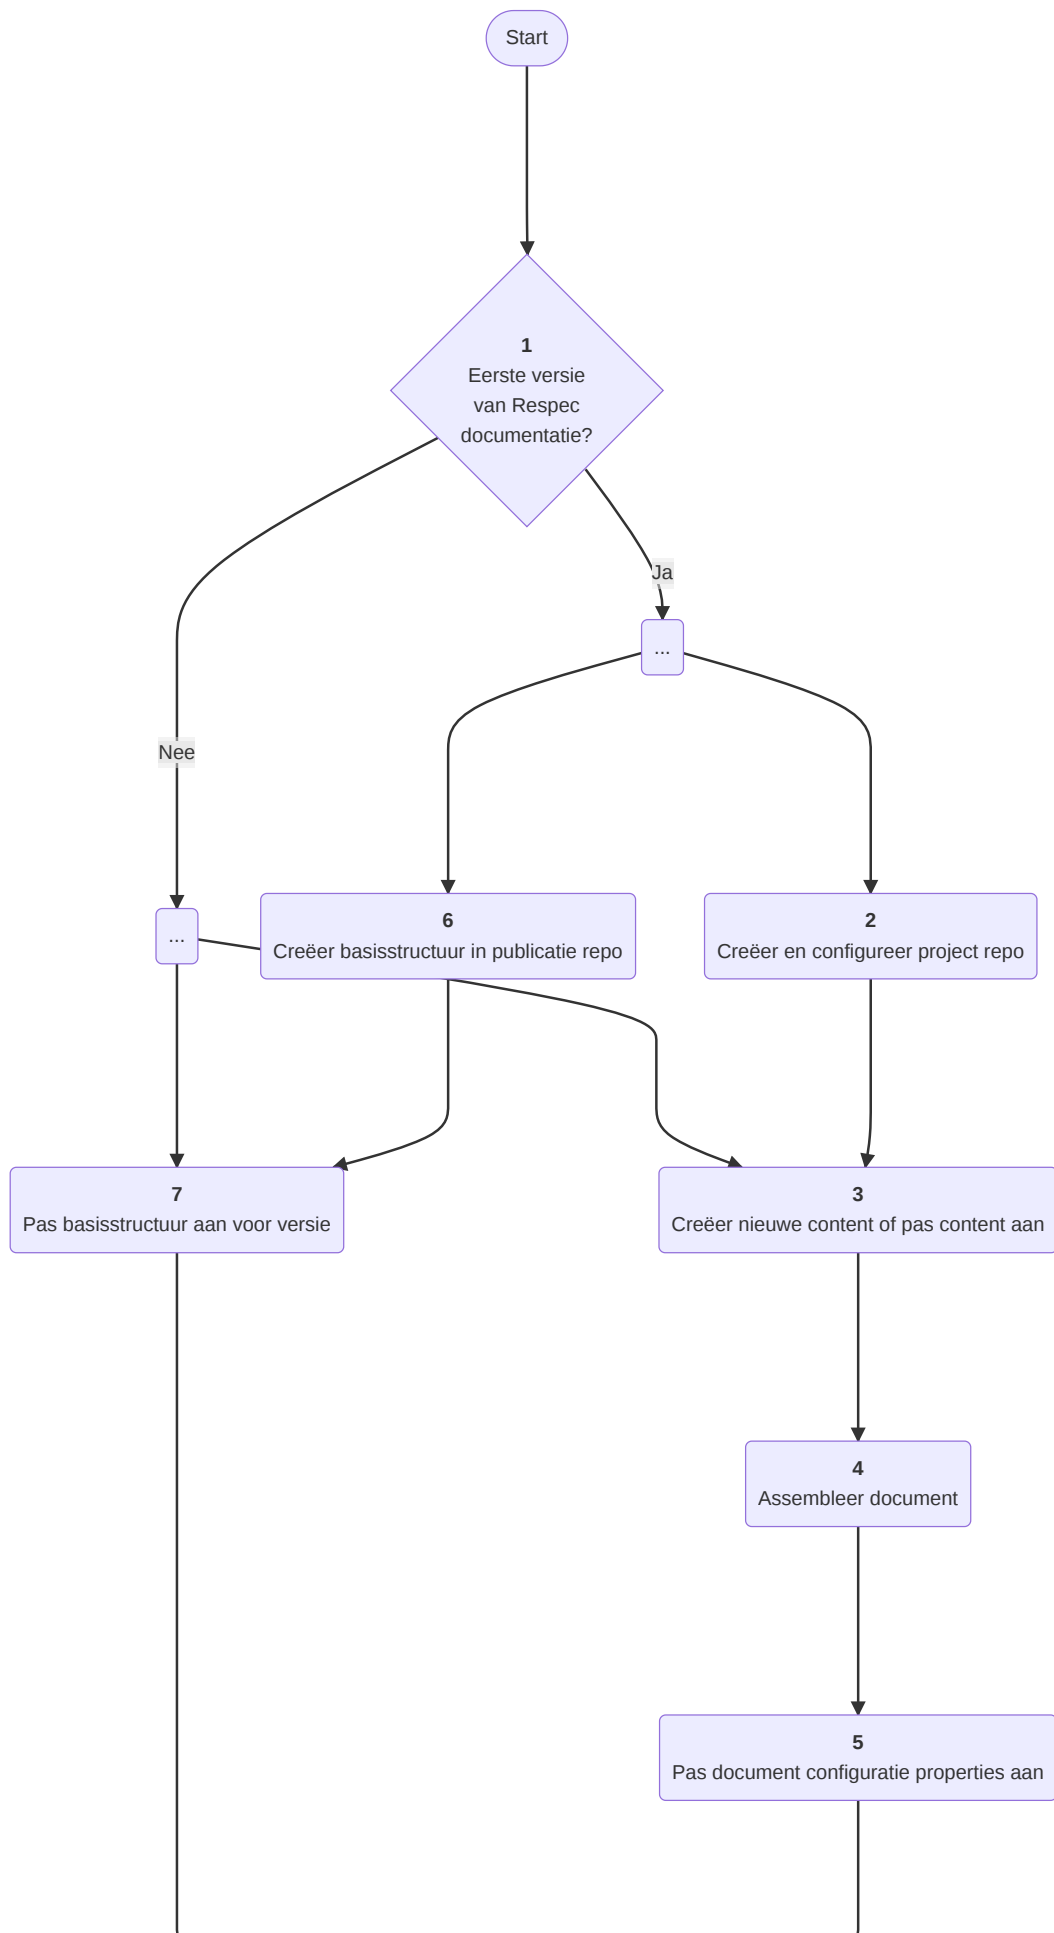 Start
1
Eerste versie
van Respec
documentatie?
Ja
...
Nee
...
6
Creëer basisstructuur in publicatie repo
2
Creëer en configureer project repo
7
Pas basisstructuur aan voor versie
3
Creëer nieuwe content of pas content aan
4
Assembleer document
5
Pas document configuratie properties aan